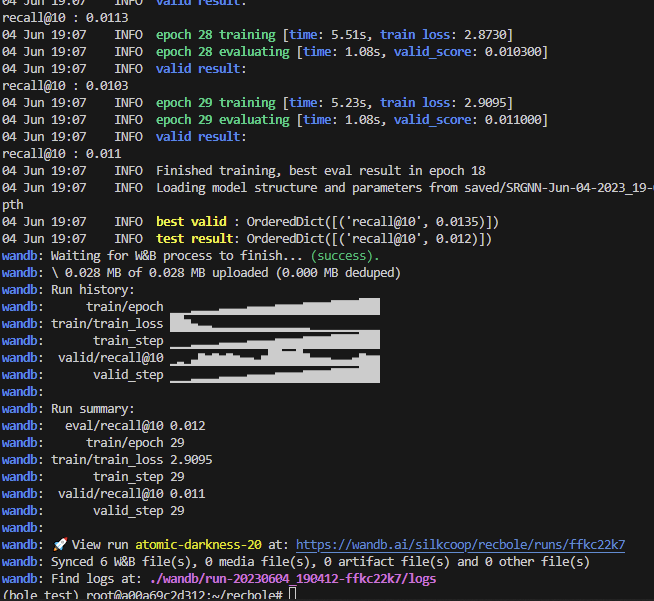 04 Jun 19:07 INFO valid result:
recall@10 : 0.0113
04 Jun 19:07 INFO epoch 28 training [time: 5.51s, train loss: 2.8730]
04 Jun 19:07 INFO epoch 28 evaluating [time: 1.08s, valid_score: 0.010300]
04 Jun 19:07 INFO valid result:
recall@10 : 0.0103
04 Jun 19:07 INFO epoch 29 training [time: 5.23s, train loss: 2.9095]
04 Jun 19:07 INFO epoch 29 evaluating [time: 1.08s, valid_score: 0.011000]
04 Jun 19:07 INFO valid result:
recall@10 : 0.011
04 Jun 19:07 INFO Finished training, best eval result in epoch 18
04 Jun 19:07 INFO Loading model structure and parameters from saved/SRGNN-Jun-04-2023_19-
pth
04 Jun 19:07 INFO best valid : OrderedDict([('recall@10', 0.0135)])
04 Jun 19:07 INFO test result: OrderedDict([('recall@10', 0.012)])
wandb: Waiting for W&B process to finish... (success).
wandb: \ 0.028 MB of 0.028 MB uploaded (0.000 MB deduped)
wandb: Run history:
wandb: train/epoch
wandb: train/train_loss
wandb: train_step
wandb: valid/recall@10
wandb: valid_step
wandb:
wandb: Run summary:
wandb: eval/recall@10 0.012
wandb: train/epoch 29
wandb: train/train_loss 2.9095
wandb: train_step 29
wandb: valid/recall@10 0.011
wandb: valid_step 29
wandb:
wandb: 🚀 View run atomic-darkness-20 at: https://wandb.ai/silkcoop/recbole/runs/ffkc22k7
wandb: Synced 6 W&B file(s), 0 media file(s), 0 artifact file(s) and 0 other file(s)
wandb: Find logs at: ./wandb/run-20230604_190412-ffkc22k7/logs
(bole_test) root@a00a69c2d312:~/recbole#